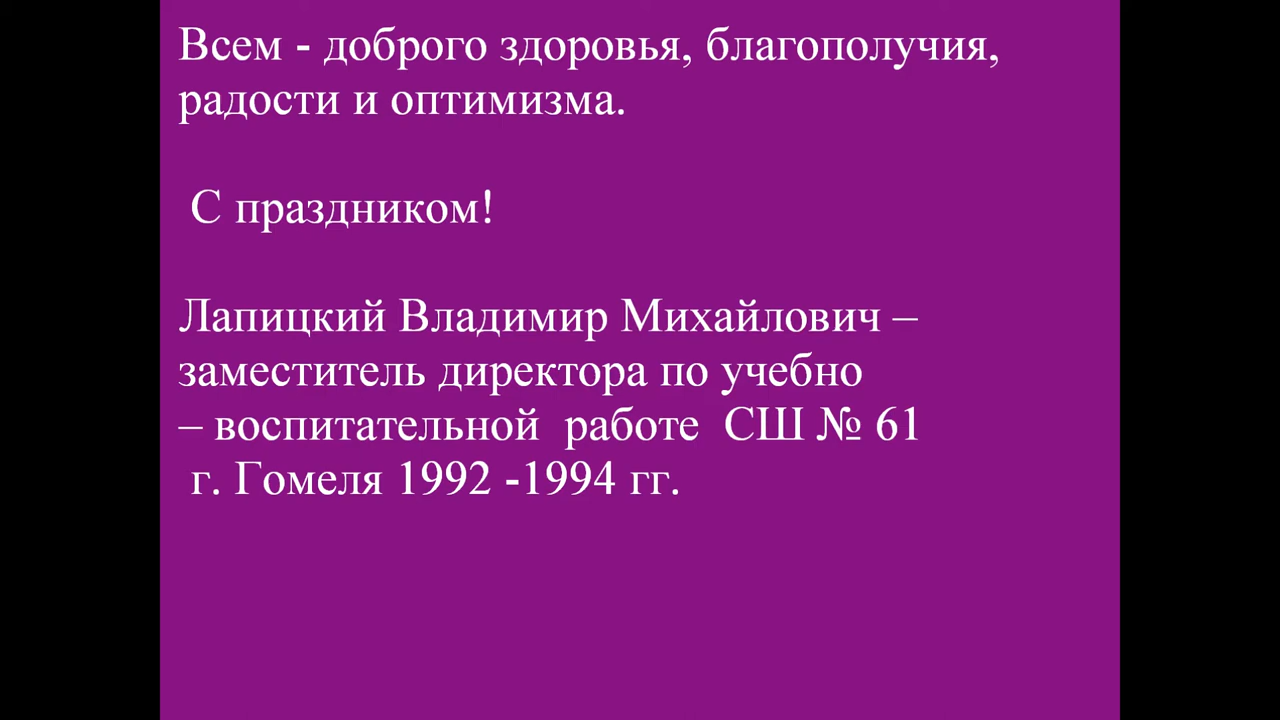 Всем - доброго здоровья, благополучия,
радости и оптимизма.
С праздником!
Лапицкий Владимир Михайлович –
заместитель директора по учебно
– воспитательной работе СШ № 61
г. Гомеля 1992 -1994 гг.